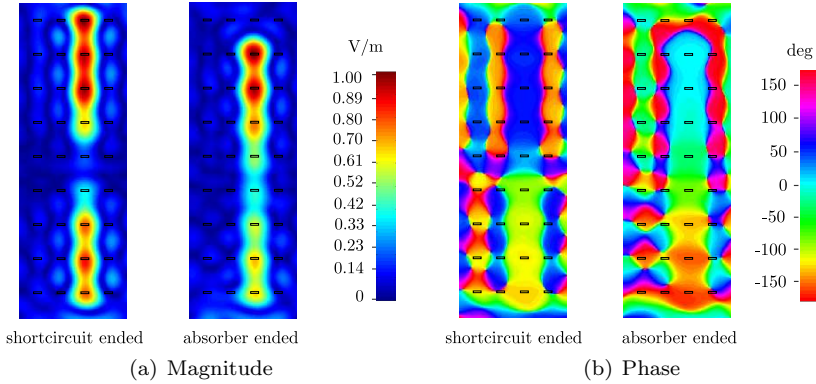 V/m
1.00
0.89
0.80
0.70
0.61
0.51
0.42
0.33
0.23
0.14
0
deg
150
100
50
0
-50
-100
-150
shortcircuit ended
absorber ended
shortcircuit ended
absorber ended
(a) Magnitude
(b) Phase